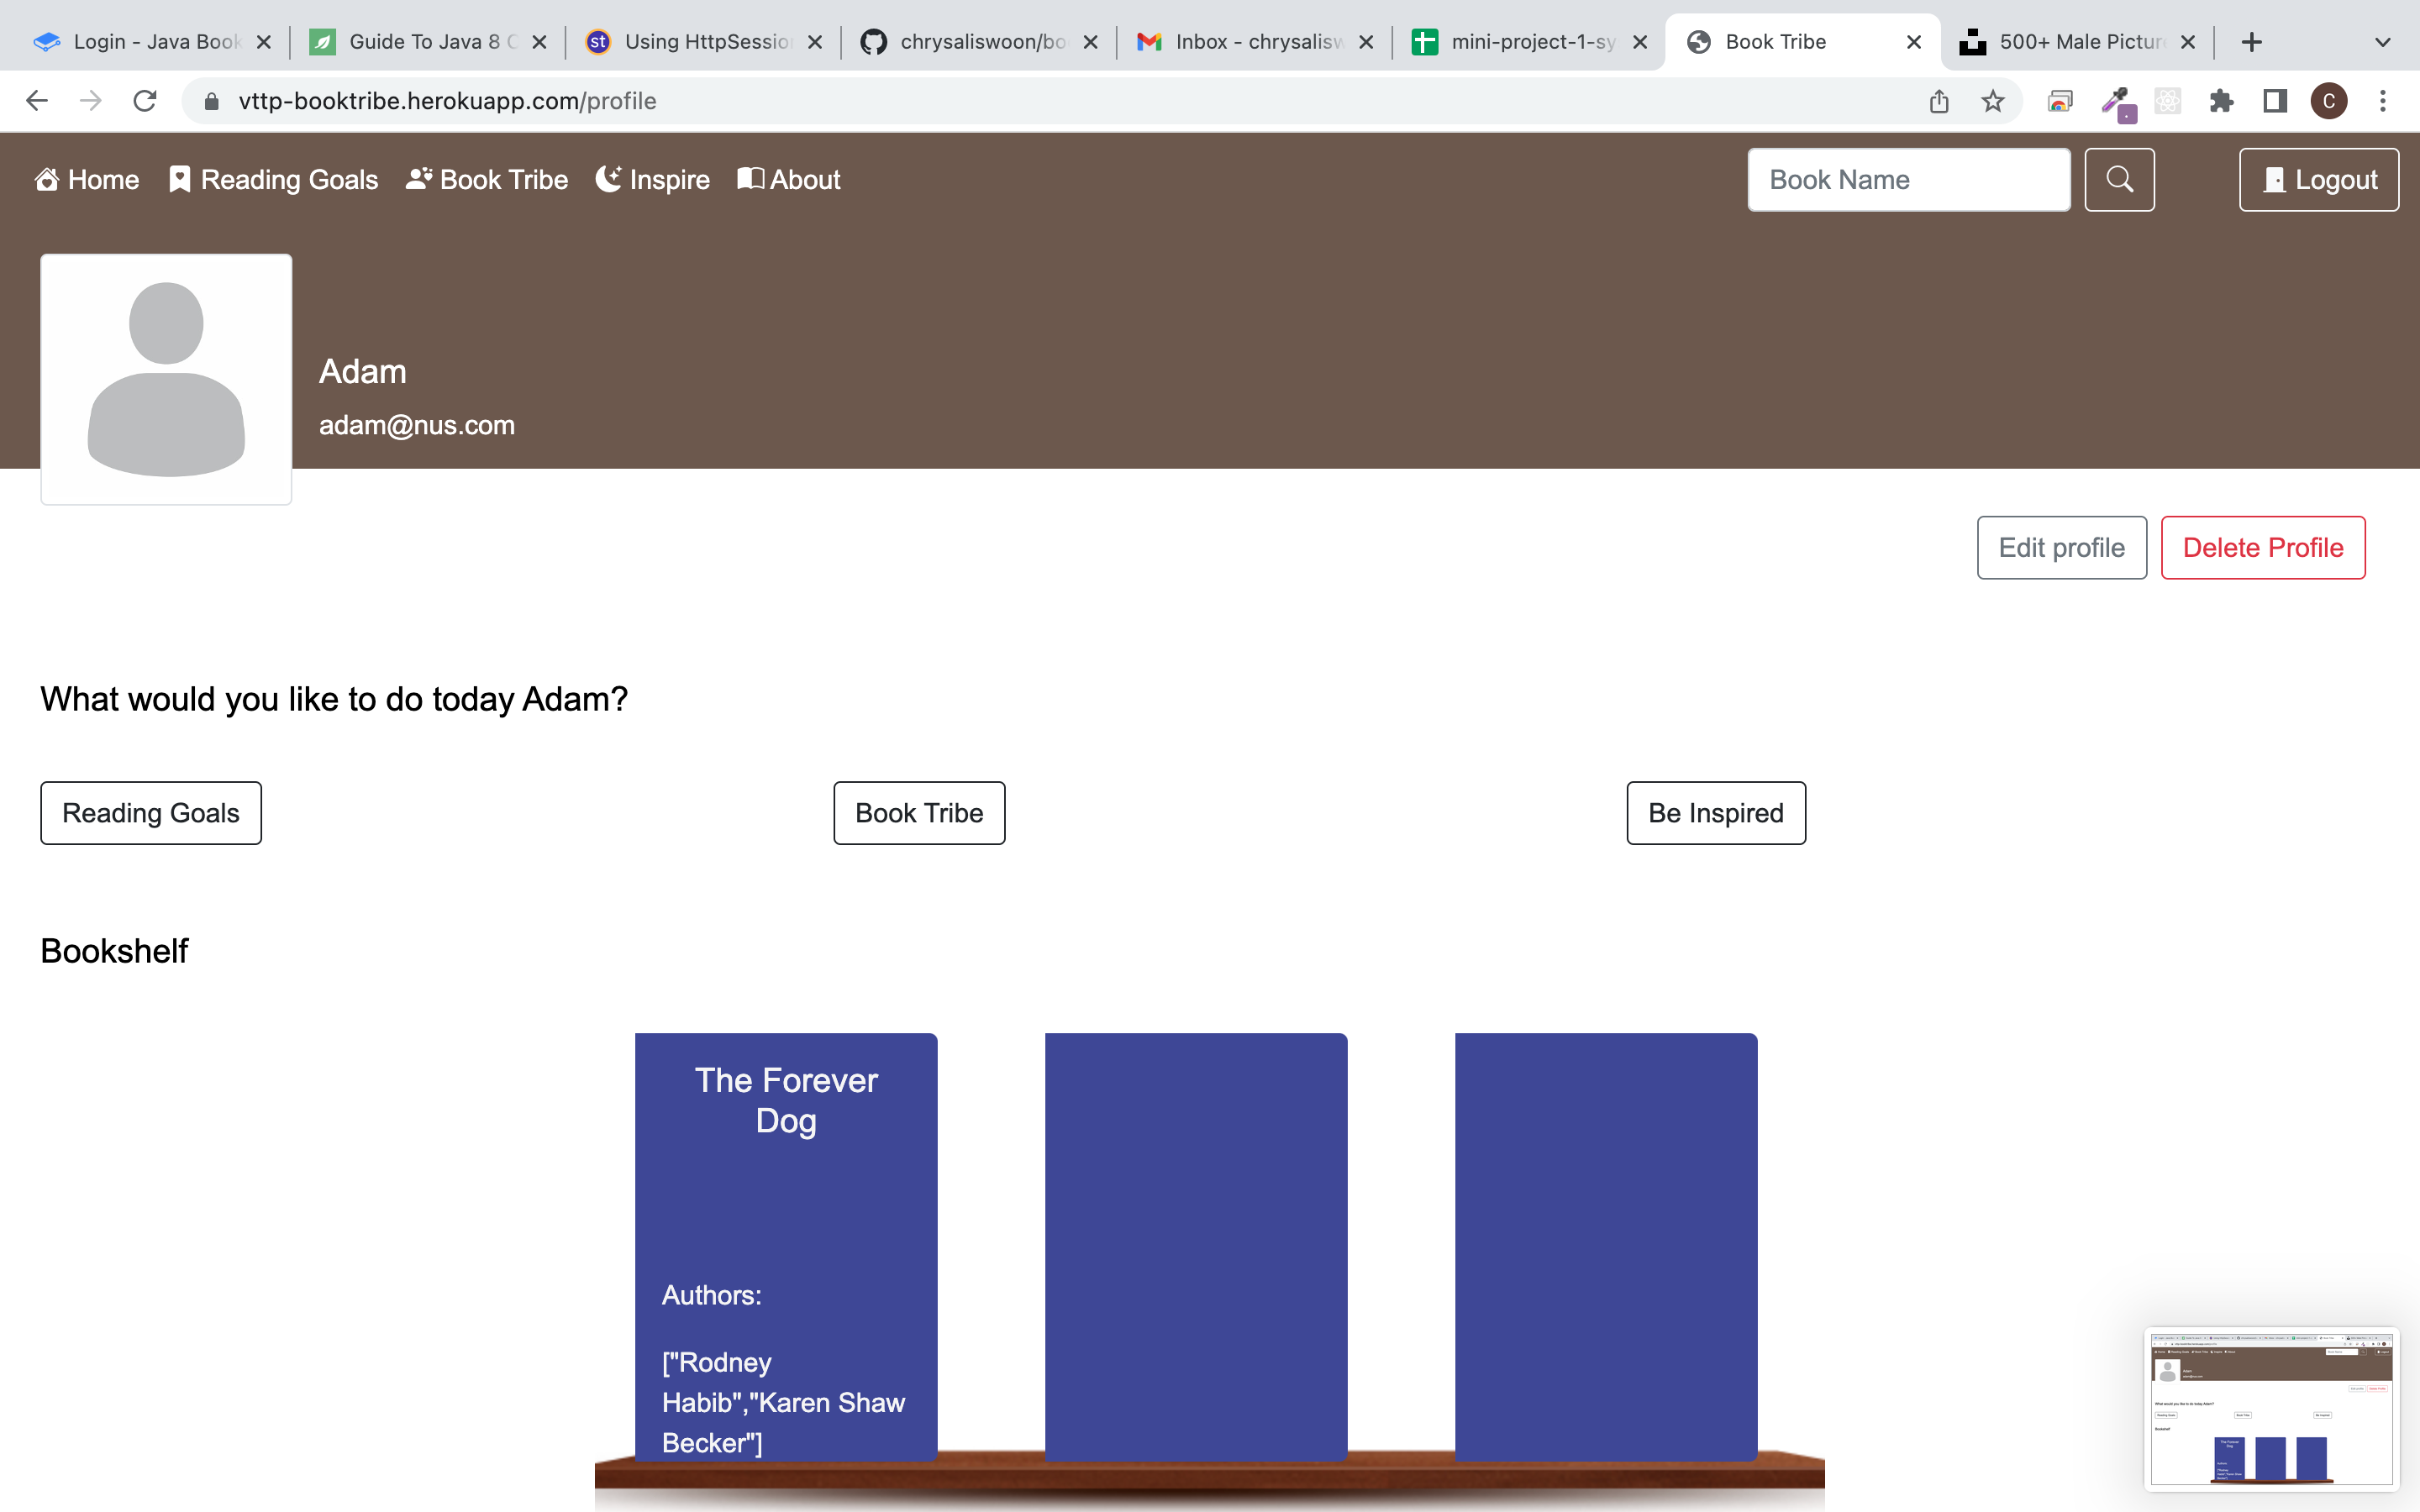 Login - Java Book
Guide To Java 8 O
st
Using HttpSession
chrysaliswoon/bo
Inbox - chrysalisw
mini-project-1-sy
Book Tribe
500+ Male Picture
vttp-booktribe.herokuapp.com/profile
C
Home
Reading Goals
Book Tribe
Inspire
About
Book Name
Logout
Adam
adam@nus.com
Edit profile
Delete Profile
What would you like to do today Adam?
Reading Goals
Book Tribe
Be Inspired
Bookshelf
The Forever
Dog
Authors:
["Rodney
Habib","Karen Shaw
Becker"]